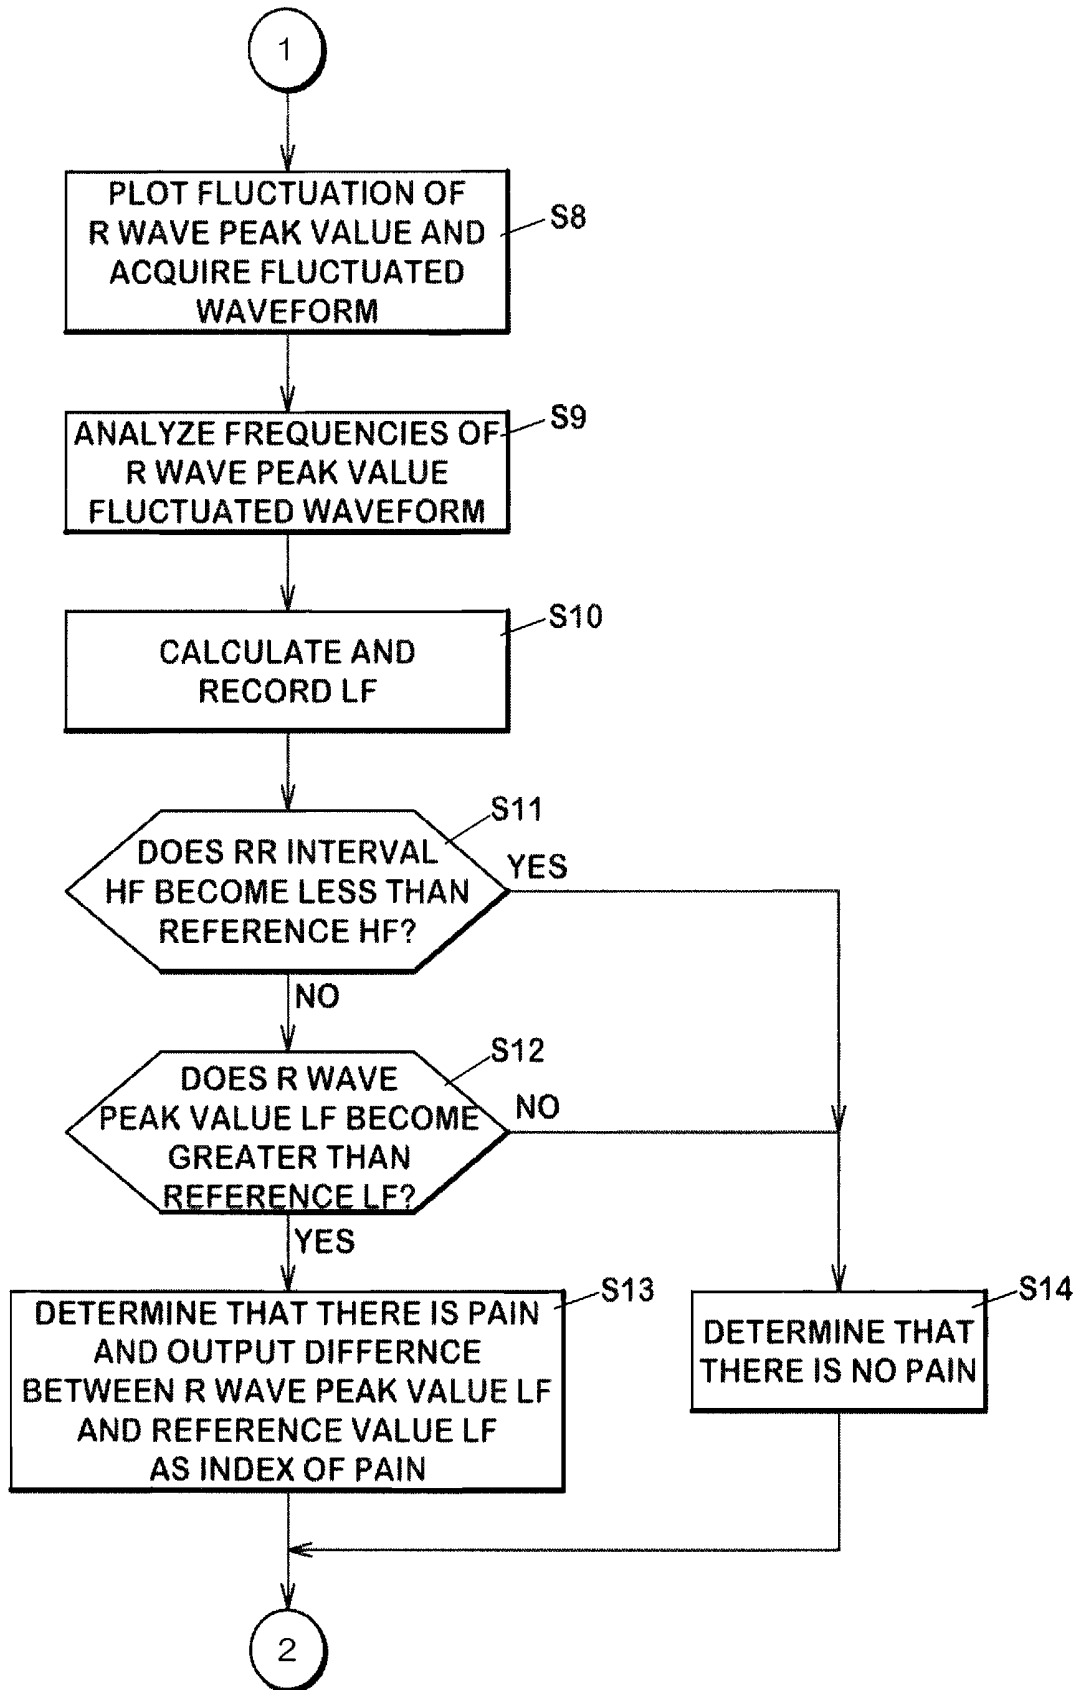 1
PLOT FLUCTUATION OF
R WAVE PEAK VALUE AND
ACQUIRE FLUCTUATED
WAVEFORM
S8
ANALYZE FREQUENCIES OF
R WAVE PEAK VALUE
FLUCTUATED WAVEFORM
S9
CALCULATE AND
RECORD LF
S10
DOES RR INTERVAL
HF BECOME LESS THAN
REFERENCE HF?
S11
YES
NO
DOES R WAVE
PEAK VALUE LF BECOME
GREATER THAN
REFERENCE LF?
S12
NO
YES
DETERMINE THAT THERE IS PAIN
AND OUTPUT DIFFERNCE
BETWEEN R WAVE PEAK VALUE LF
AND REFERENCE VALUE LF
AS INDEX OF PAIN
S13
DETERMINE THAT
THERE IS NO PAIN
S14
2